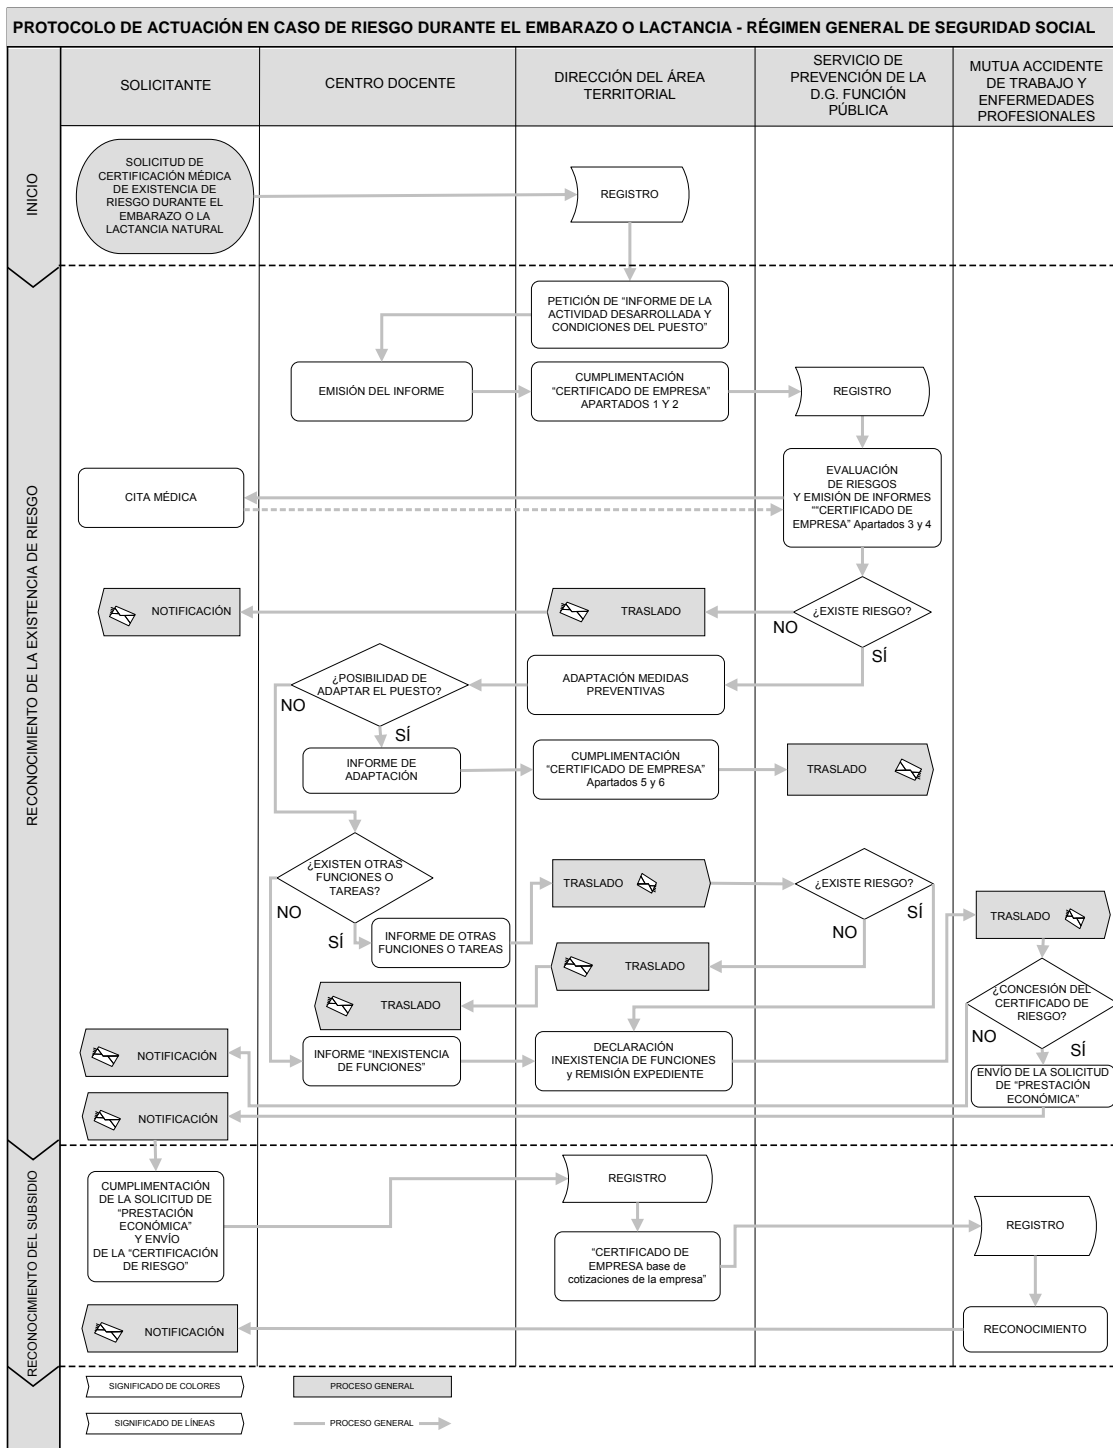 PROTOCOLO DE ACTUACIÓN EN CASO DE RIESGO DURANTE EL EMBARAZO O LACTANCIA - RÉGIMEN GENERAL DE SEGURIDAD SOCIAL
SOLICITANTE
CENTRO DOCENTE
DIRECCIÓN DEL ÁREA
TERRITORIAL
SERVICIO DE
PREVENCIÓN DE LA
D.G. FUNCIÓN
PÚBLICA
MUTUA ACCIDENTE
DE TRABAJO Y
ENFERMEDADES
PROFESIONALES
INICIO
SOLICITUD DE
CERTIFICACIÓN MÉDICA
DE EXISTENCIA DE
RIESGO DURANTE EL
EMBARAZO O LA
LACTANCIA NATURAL
REGISTRO
RECONOCIMIENTO DE LA EXISTENCIA DE RIESGO
PETICIÓN DE "INFORME DE LA
ACTIVIDAD DESARROLLADA Y
CONDICIONES DEL PUESTO"
EMISIÓN DEL INFORME
CUMPLIMENTACIÓN
"CERTIFICADO DE EMPRESA"
APARTADOS 1 Y 2
REGISTRO
CITA MÉDICA
EVALUACIÓN
DE RIESGOS
Y EMISIÓN DE INFORMES
""CERTIFICADO DE
EMPRESA" Apartados 3 y 4
NOTIFICACIÓN
TRASLADO
¿EXISTE RIESGO?
NO
SÍ
¿POSIBILIDAD DE
ADAPTAR EL PUESTO?
NO
SÍ
ADAPTACIÓN MEDIDAS
PREVENTIVAS
INFORME DE
ADAPTACIÓN
CUMPLIMENTACIÓN
"CERTIFICADO DE EMPRESA"
Apartados 5 y 6
TRASLADO
¿EXISTEN OTRAS
FUNCIONES O
TAREAS?
NO
SÍ
INFORME DE OTRAS
FUNCIONES O TAREAS
TRASLADO
¿EXISTE RIESGO?
SÍ
NO
TRASLADO
TRASLADO
TRASLADO
¿CONCESIÓN DEL
CERTIFICADO DE
RIESGO?
NO
SÍ
NOTIFICACIÓN
INFORME "INEXISTENCIA
DE FUNCIONES"
DECLARACIÓN
INEXISTENCIA DE FUNCIONES
y REMISIÓN EXPEDIENTE
ENVÍO DE LA SOLICITUD
DE "PRESTACIÓN
ECONÓMICA"
NOTIFICACIÓN
RECONOCIMIENTO DEL SUBSIDIO
CUMPLIMENTACIÓN
DE LA SOLICITUD DE
"PRESTACIÓN
ECONÓMICA"
Y ENVÍO
DE LA "CERTIFICACIÓN
DE RIESGO"
REGISTRO
"CERTIFICADO DE
EMPRESA base de
cotizaciones de la empresa"
REGISTRO
NOTIFICACIÓN
RECONOCIMIENTO
SIGNIFICADO DE COLORES
PROCESO GENERAL
SIGNIFICADO DE LÍNEAS
PROCESO GENERAL